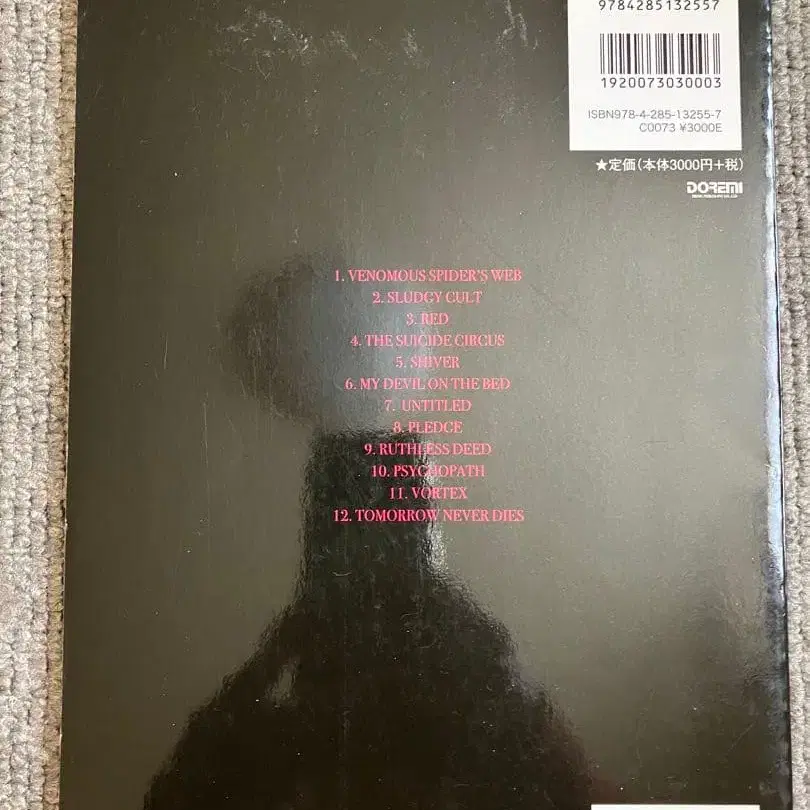 9784285132557
1920073030003
ISBN978-4-285-13255-7
C0073 ¥3000E
★定価(本体3000円+税)
DOREMI
1. VENOMOUS SPIDER'S WEB
2. SLUDGY CULT
3. RED
4. THE SUICIDE CIRCUS
5. SHIVER
6. MY DEVIL ON THE BED
7. UNTITLED
8. PLEDGE
9. RUTHLESS DEED
10. PSYCHOPATH
11. VORTEX
12. TOMORROW NEVER DIES